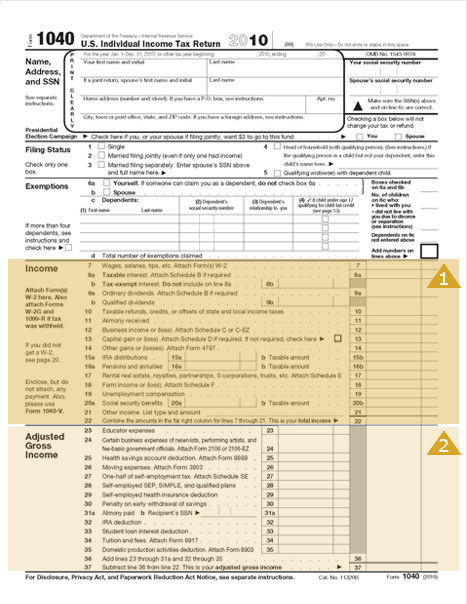 Form 1040
Department of the Treasury—Internal Revenue Service
U.S. Individual Income Tax Return 2010 (99) IRS Use Only—Do not write or staple in this space.
For the year Jan. 1–Dec. 31, 2010, or other tax year beginning , 2010, ending , 20 OMB No. 1545-0074
Name, Address, and SSN
See separate instructions.
PRINT CLEARLY
Your first name and initial Last name Your social security number
If a joint return, spouse's first name and initial Last name Spouse's social security number
Home address (number and street). If you have a P.O. box, see instructions. Apt. no.
Make sure the SSN(s) above and on line 6c are correct.
City, town or post office, state, and ZIP code. If you have a foreign address, see instructions.
Checking a box below will not change your tax or refund.
Presidential Election Campaign
Check here if you, or your spouse if filing jointly, want $3 to go to this fund You Spouse
Filing Status
Check only one box.
1 Single
2 Married filing jointly (even if only one had income)
3 Married filing separately. Enter spouse's SSN above and full name here.
4 Head of household (with qualifying person). (See instructions.) If the qualifying person is a child but not your dependent, enter this child's name here.
5 Qualifying widow(er) with dependent child
Exemptions
6a Yourself. If someone can claim you as a dependent, do not check box 6a
b Spouse
c Dependents:
(1) First name Last name
(2) Dependent's social security number
(3) Dependent's relationship to you
(4) if child under age 17 qualifying for child tax credit (see page 15)
If more than four dependents, see instructions and check here
Boxes checked on 6a and 6b
No. of children on 6c who:
• lived with you
• did not live with you due to divorce or separation (see instructions)
Dependents on 6c not entered above
d Total number of exemptions claimed
Add numbers on lines above
Income
Attach Form(s) W-2 here. Also attach Forms W-2G and 1099-R if tax was withheld.
If you did not get a W-2, see page 20.
Enclose, but do not attach, any payment. Also, please use Form 1040-V.
7 Wages, salaries, tips, etc. Attach Form(s) W-2 7
8a Taxable interest. Attach Schedule B if required 8a
b Tax-exempt interest. Do not include on line 8a 8b
9a Ordinary dividends. Attach Schedule B if required 9a
b Qualified dividends 9b
10 Taxable refunds, credits, or offsets of state and local income taxes 10
11 Alimony received 11
12 Business income or (loss). Attach Schedule C or C-EZ 12
13 Capital gain or (loss). Attach Schedule D if required. If not required, check here 13
14 Other gains or (losses). Attach Form 4797 14
15a IRA distributions 15a b Taxable amount 15b
16a Pensions and annuities 16a b Taxable amount 16b
17 Rental real estate, royalties, partnerships, S corporations, trusts, etc. Attach Schedule E 17
18 Farm income or (loss). Attach Schedule F 18
19 Unemployment compensation 19
20a Social security benefits 20a b Taxable amount 20b
21 Other income. List type and amount 21
22 Combine the amounts in the far right column for lines 7 through 21. This is your total income 22
1
Adjusted Gross Income
23 Educator expenses 23
24 Certain business expenses of reservists, performing artists, and fee-basis government officials. Attach Form 2106 or 2106-EZ 24
25 Health savings account deduction. Attach Form 8889 25
26 Moving expenses. Attach Form 3903 26
27 One-half of self-employment tax. Attach Schedule SE 27
28 Self-employed SEP, SIMPLE, and qualified plans 28
29 Self-employed health insurance deduction 29
30 Penalty on early withdrawal of savings 30
31a Alimony paid b Recipient's SSN 31a
32 IRA deduction 32
33 Student loan interest deduction 33
34 Tuition and fees. Attach Form 8917 34
35 Domestic production activities deduction. Attach Form 8903 35
36 Add lines 23 through 31a and 32 through 35 36
37 Subtract line 36 from line 22. This is your adjusted gross income 37
2
For Disclosure, Privacy Act, and Paperwork Reduction Act Notice, see separate instructions. Cat. No. 11320B Form 1040 (2010)